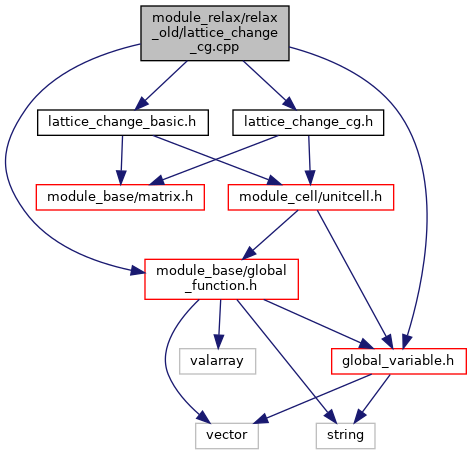 module_relax/relax
_old/lattice_change
_cg.cpp
lattice_change_basic.h
lattice_change_cg.h
module_base/matrix.h
module_cell/unitcell.h
module_base/global
_function.h
valarray
global_variable.h
vector
string